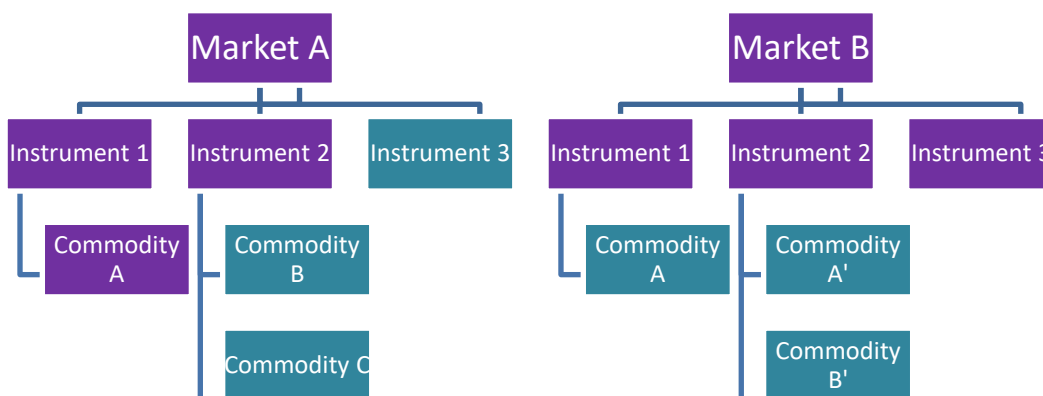 Market A
Market B
Instrument 1
Instrument 2
Instrument 3
Instrument 1
Instrument 2
Instrument 3
Commodity
A
Commodity
B
Commodity
A
Commodity
A'
Commodity C
Commodity
B'